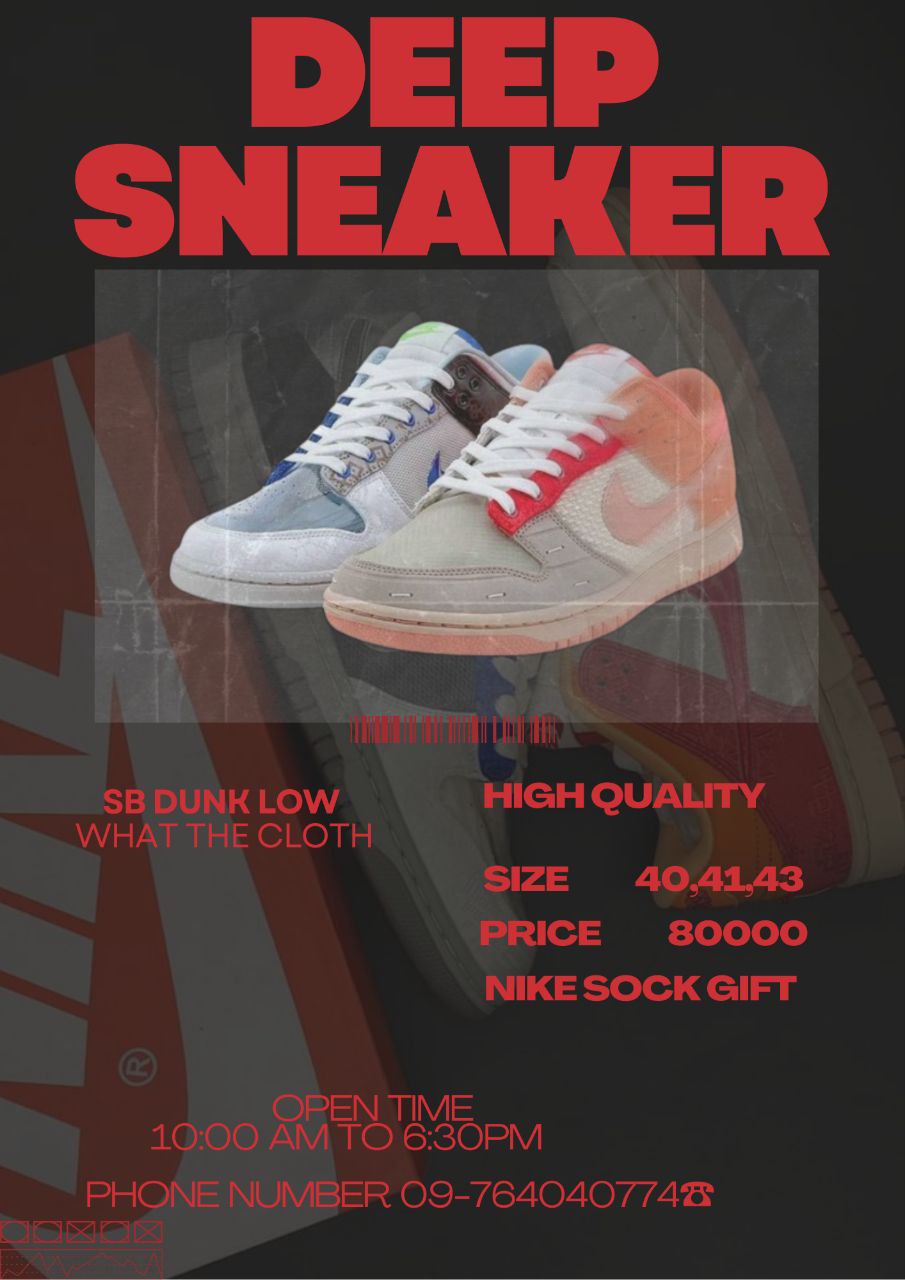 DEEP
SNEAKER
SB DUNK LOW
WHAT THE CLOTH
HIGH QUALITY
SIZE 40,41,43
PRICE 80000
NIKE SOCK GIFT
®
OPEN TIME
10:00 AM TO 6:30PM
PHONE NUMBER 09-764040774☎